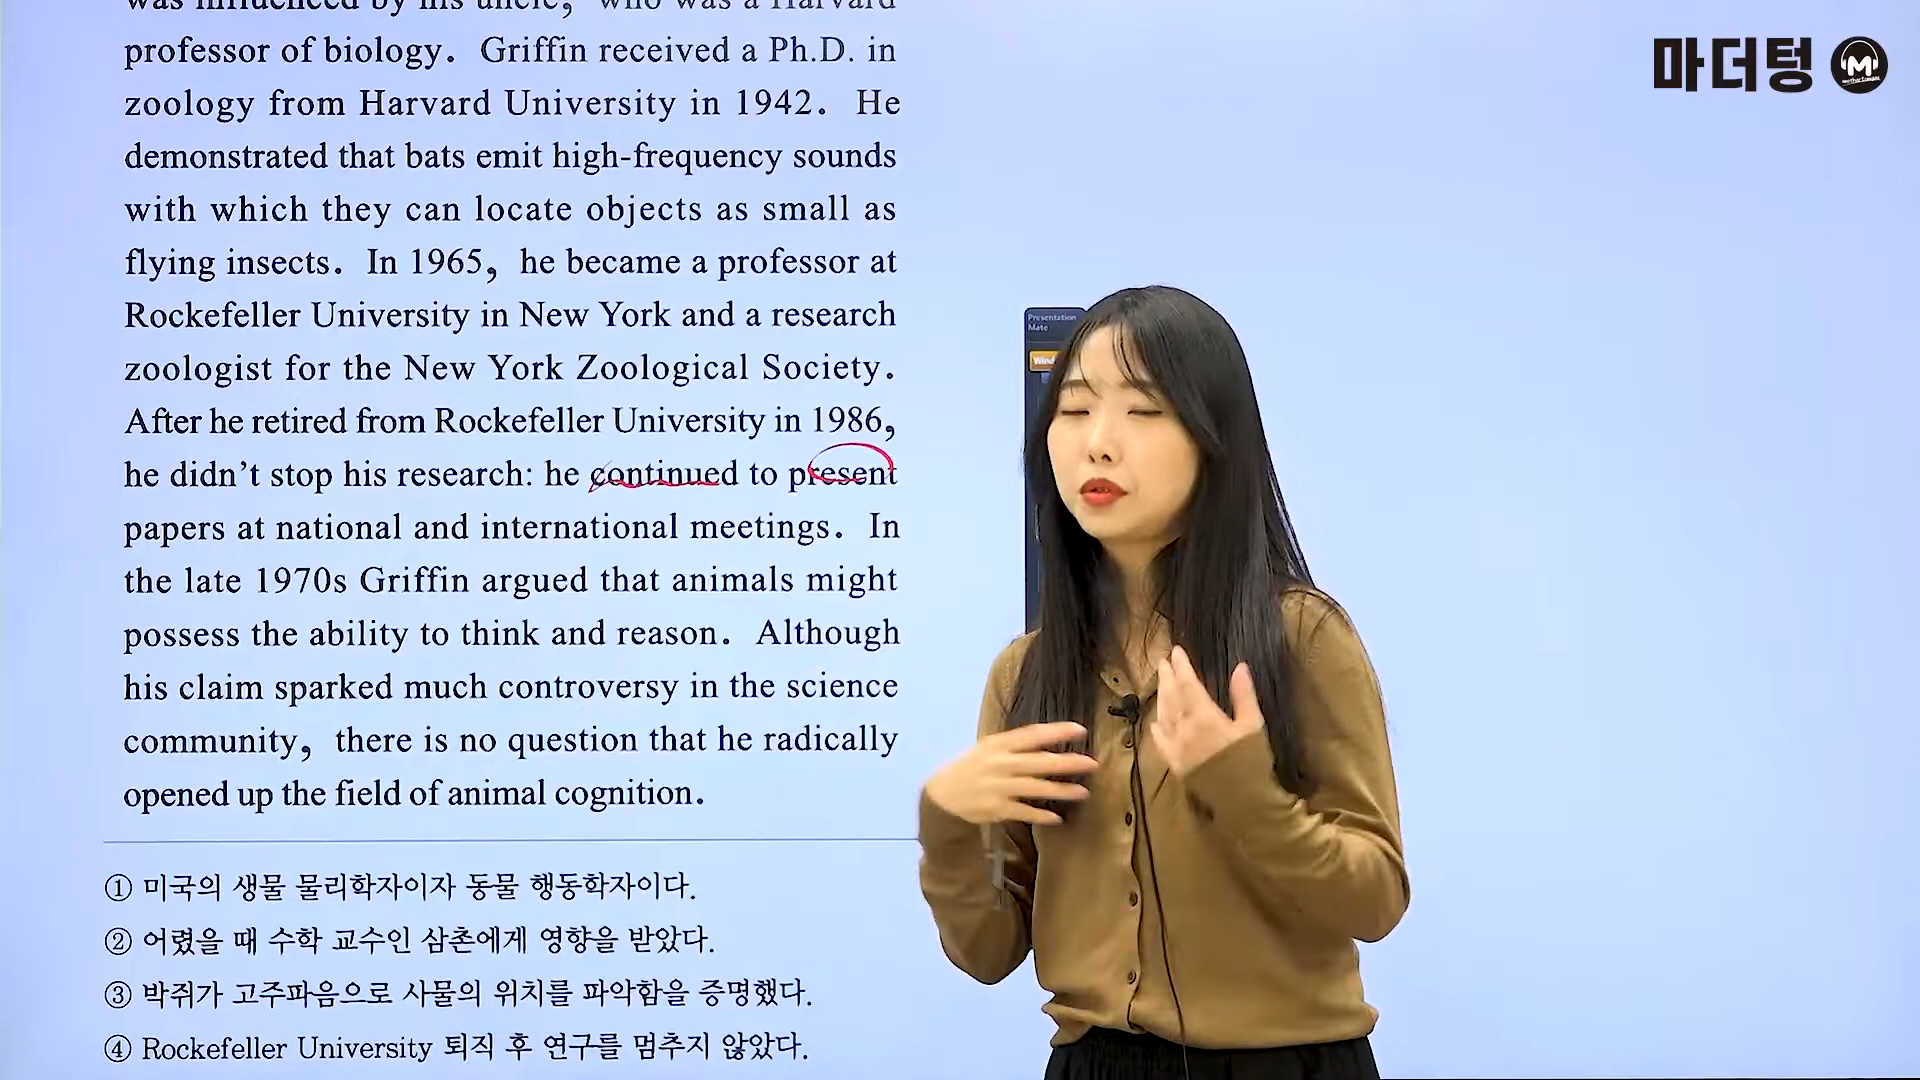 was influenced by his uncle, who was a Harvard
professor of biology. Griffin received a Ph.D. in
zoology from Harvard University in 1942. He
demonstrated that bats emit high-frequency sounds
with which they can locate objects as small as
flying insects. In 1965, he became a professor at
Rockefeller University in New York and a research
zoologist for the New York Zoological Society.
After he retired from Rockefeller University in 1986,
he didn't stop his research: he continued to present
papers at national and international meetings. In
the late 1970s Griffin argued that animals might
possess the ability to think and reason. Although
his claim sparked much controversy in the science
community, there is no question that he radically
opened up the field of animal cognition.
① 미국의 생물 물리학자이자 동물 행동학자이다.
② 어렸을 때 수학 교수인 삼촌에게 영향을 받았다.
③ 박쥐가 고주파음으로 사물의 위치를 파악함을 증명했다.
④ Rockefeller University 퇴직 후 연구를 멈추지 않았다.
마더텅 M
Presentation
Mate